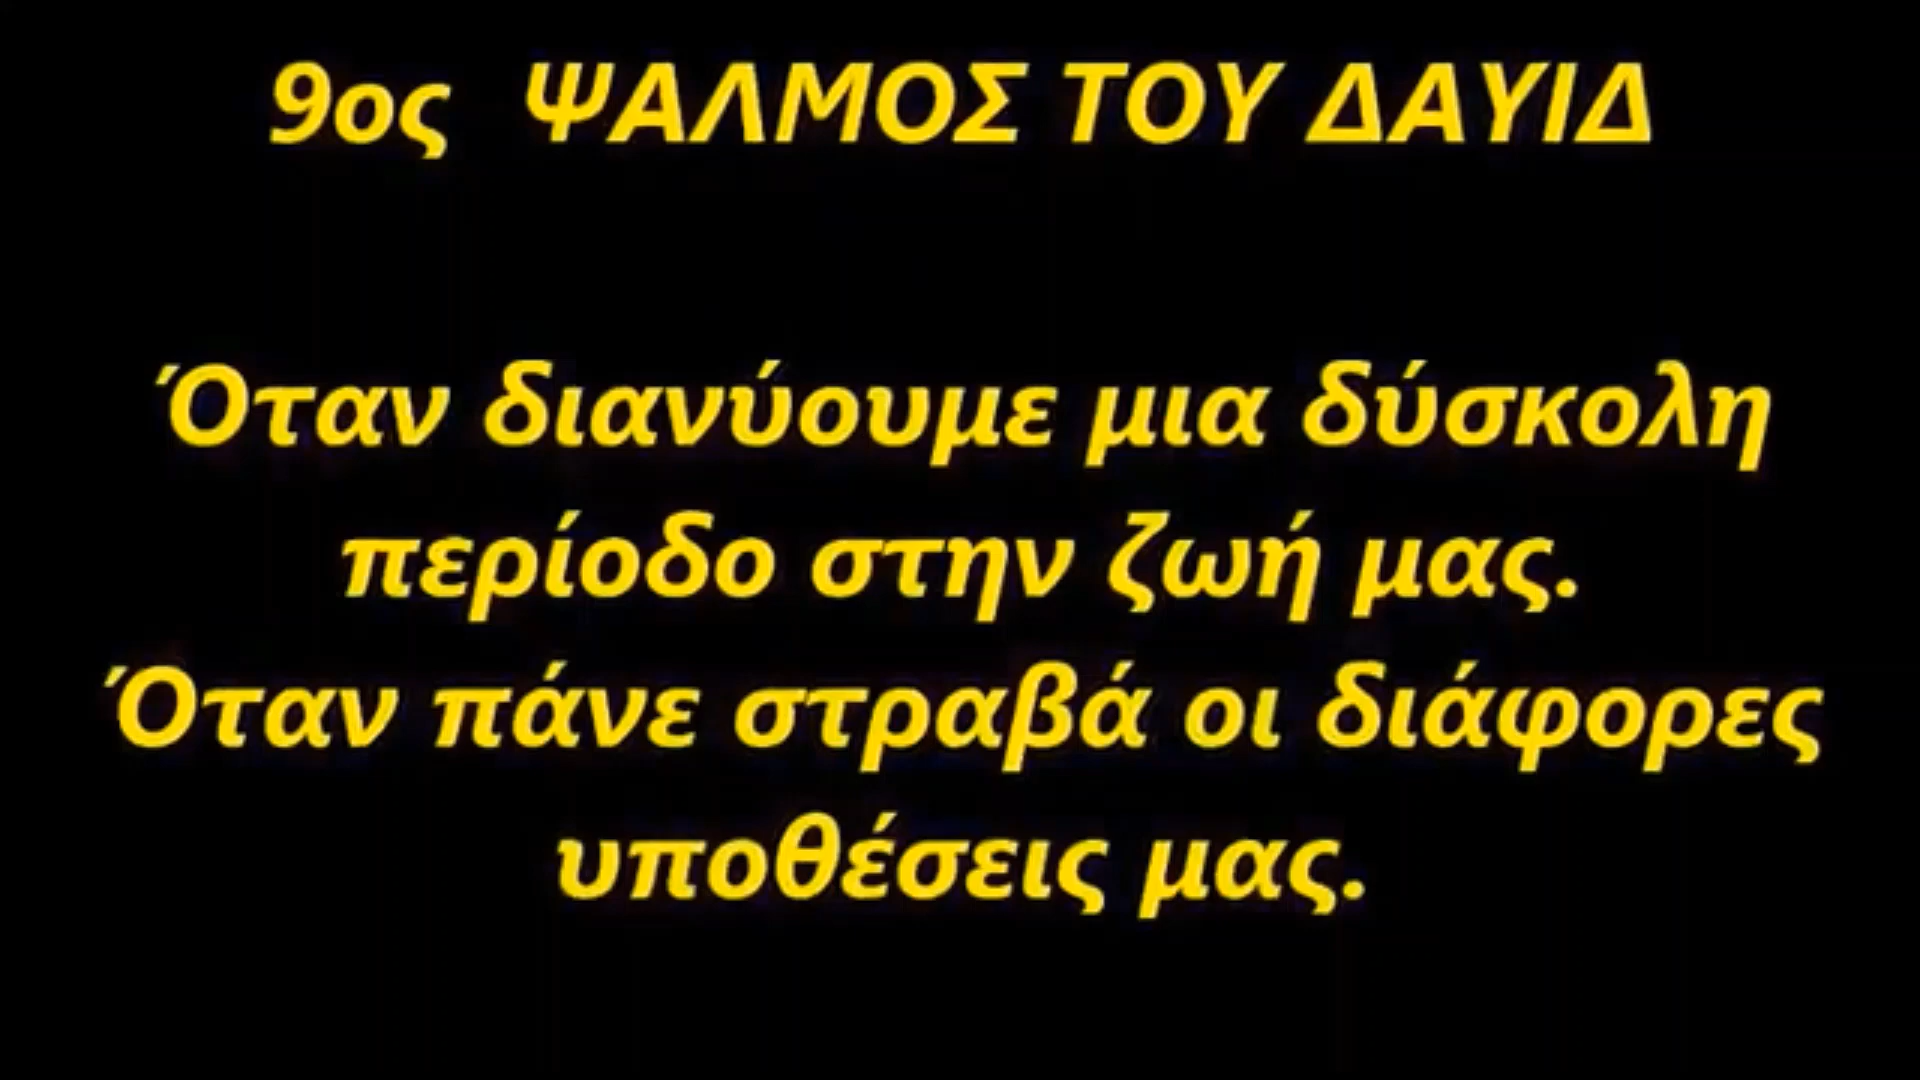 9ος ΨΑΛΜΟΣ ΤΟΥ ΔΑΥΙΔ
Όταν διανύουμε μια δύσκολη
περίοδο στην ζωή μας.
Όταν πάνε στραβά οι διάφορες
υποθέσεις μας.